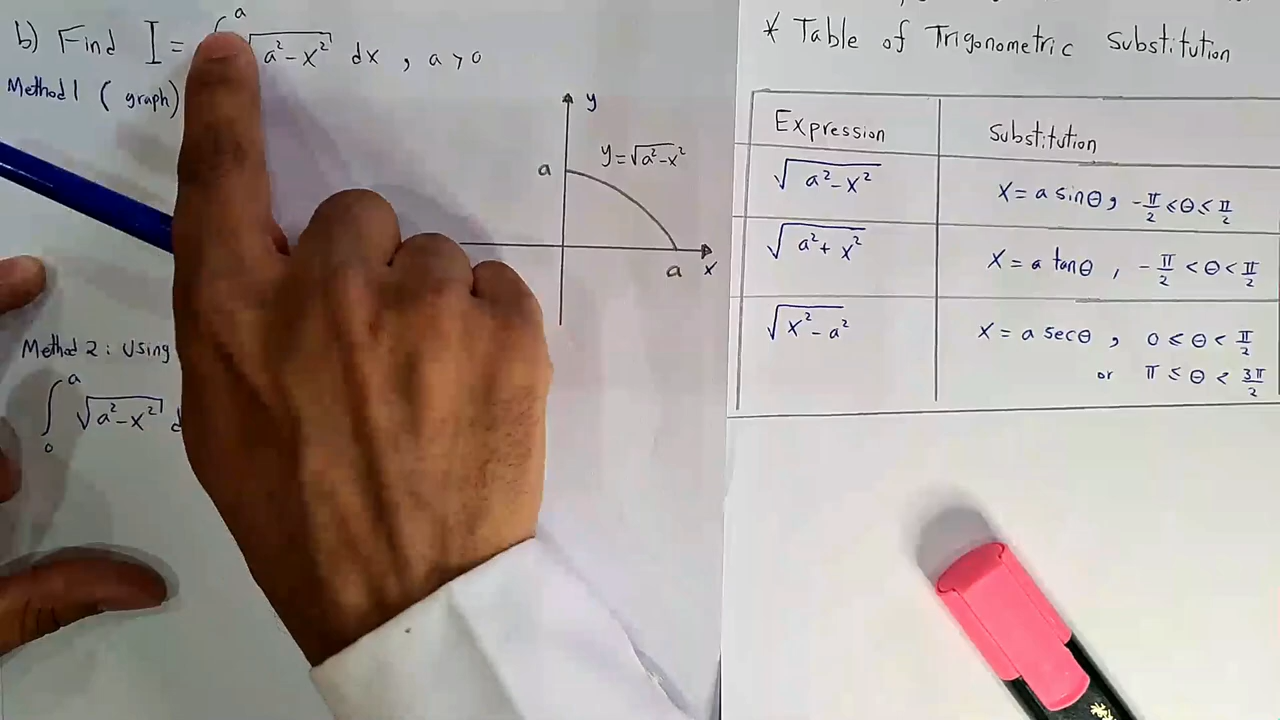 b) Find I = ∫ᵃ √(a²-x²) dx , a > 0
Method 1 ( graph)
y
a
y=√(a²-x²)
a x
Method 2 : Using
∫₀ᵃ √(a²-x²) d
* Table of Trigonometric Substitution
Expression Substitution
√(a²-x²) X= a sinθ, -π/2 ≤ θ ≤ π/2
√(a²+x²) X= a tanθ , -π/2 < θ < π/2
√(x²-a²) X= a secθ , 0 ≤ θ < π/2
or π ≤ θ < 3π/2